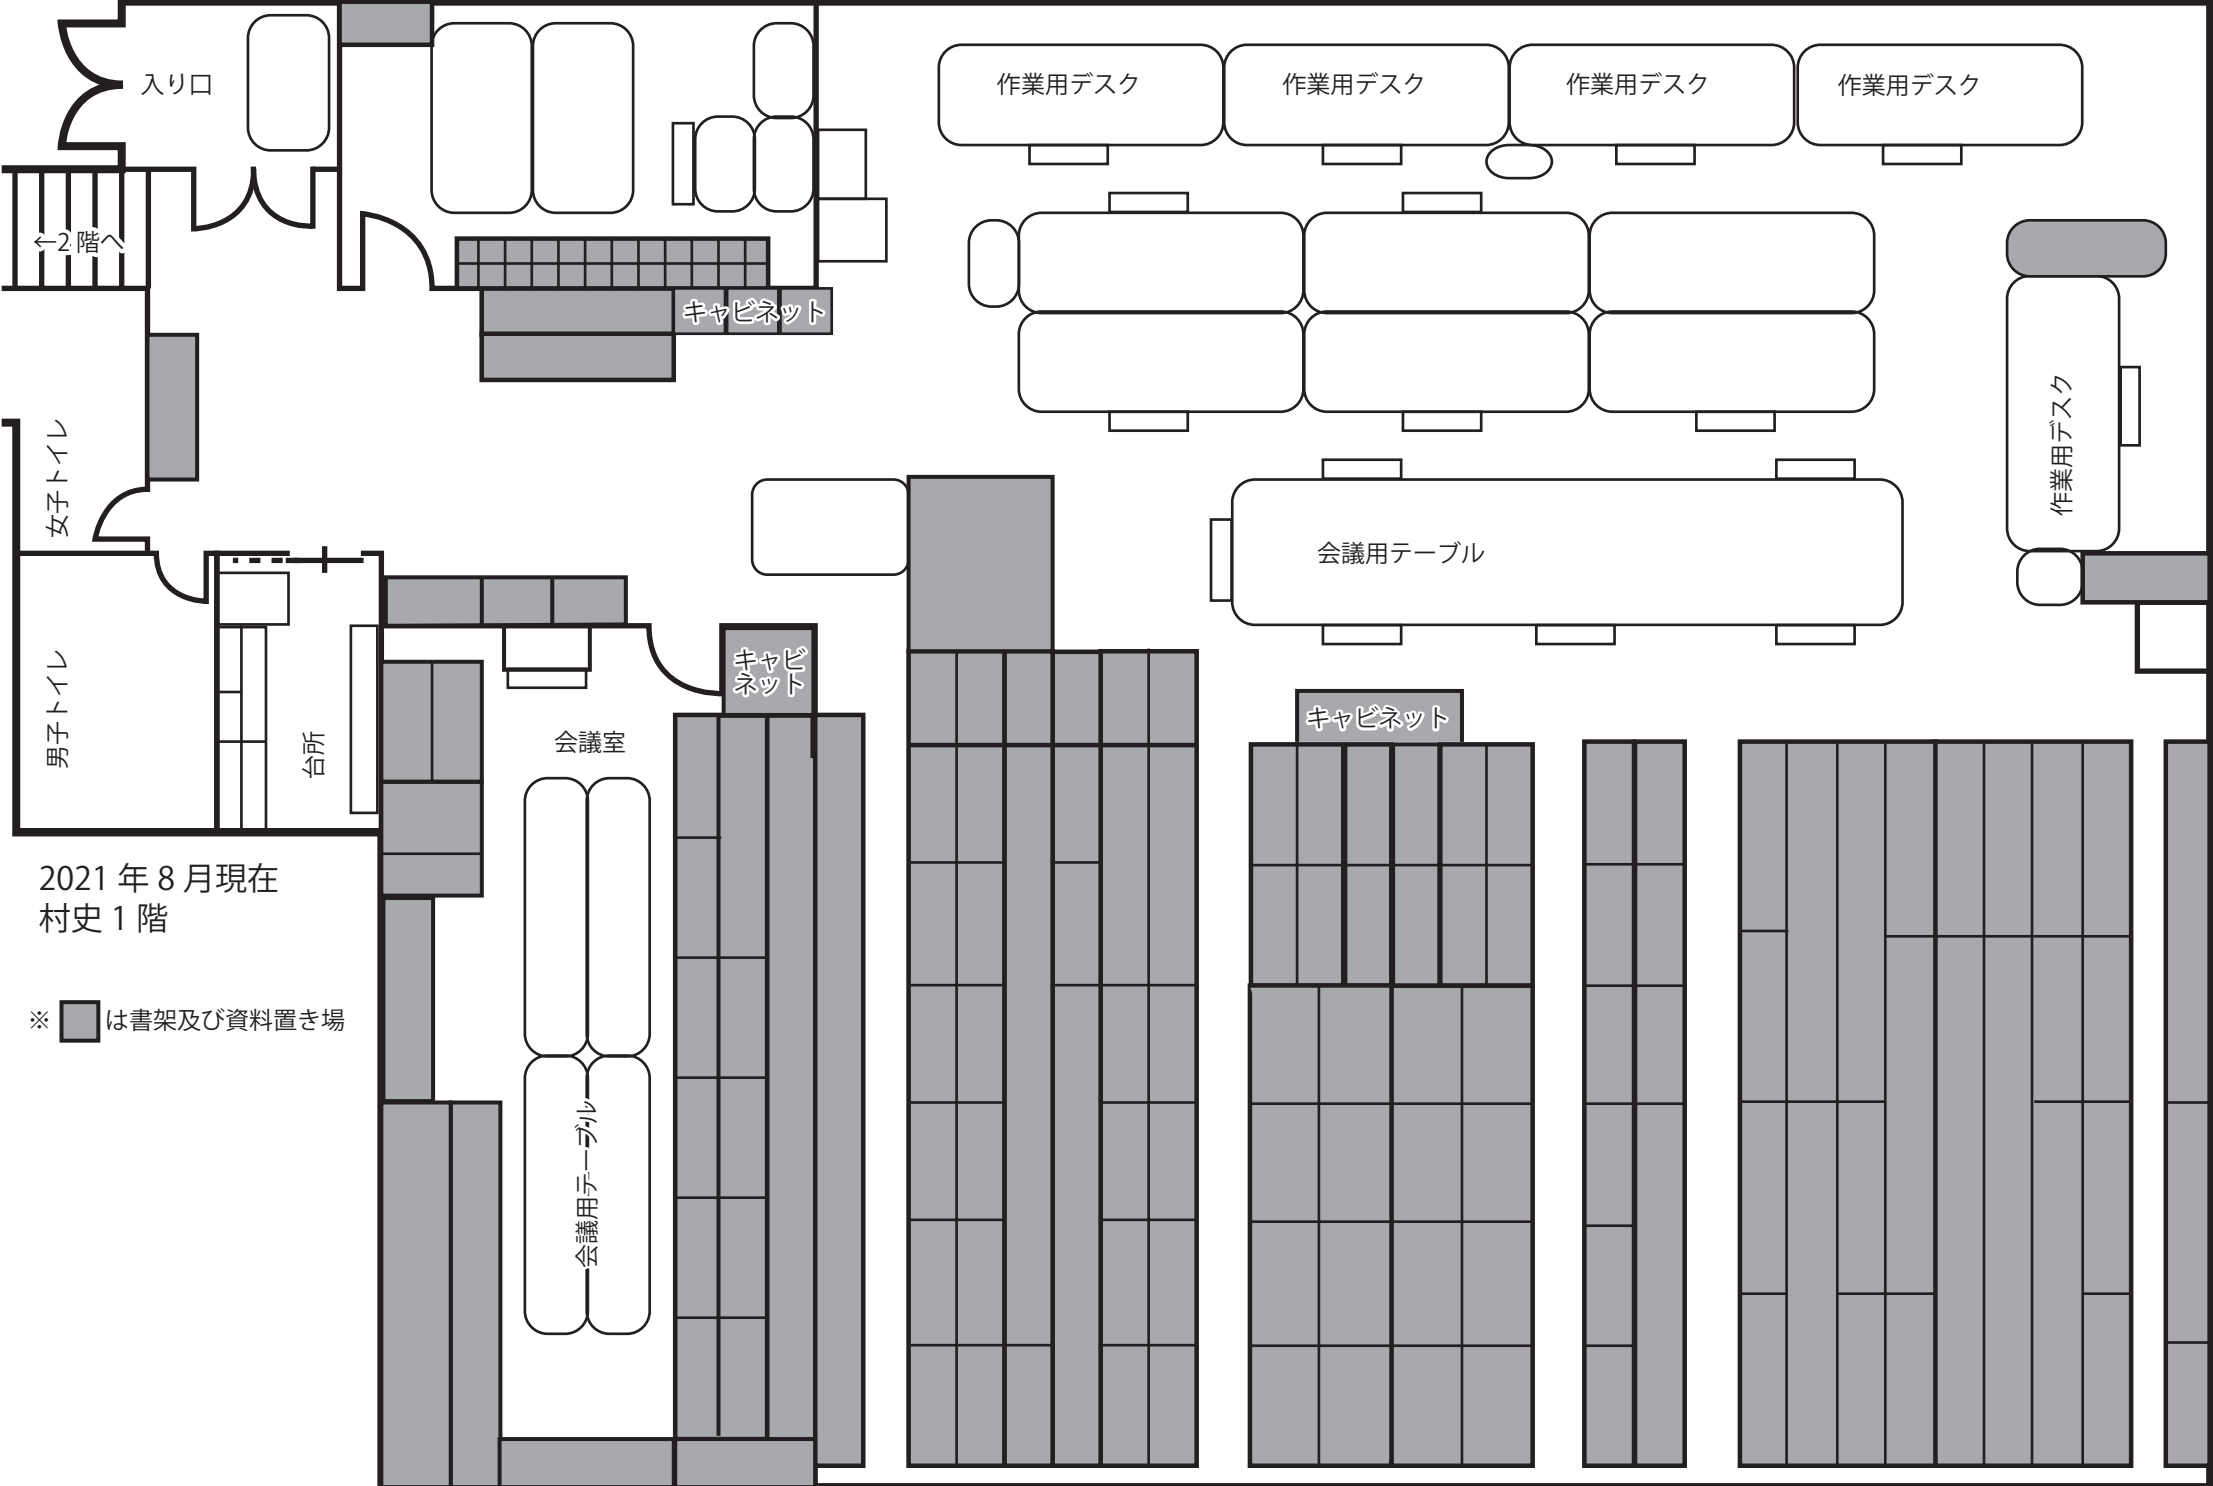 入り口
作業用デスク
作業用デスク
作業用デスク
作業用デスク
←2 階へ
キャビネット
女子トイレ
作業用デスク
会議用テーブル
キャビ
ネット
男子トイレ
台所
会議室
キャビネット
2021 年 8 月現在
村史 1 階
※ は書架及び資料置き場
会議用テーブル